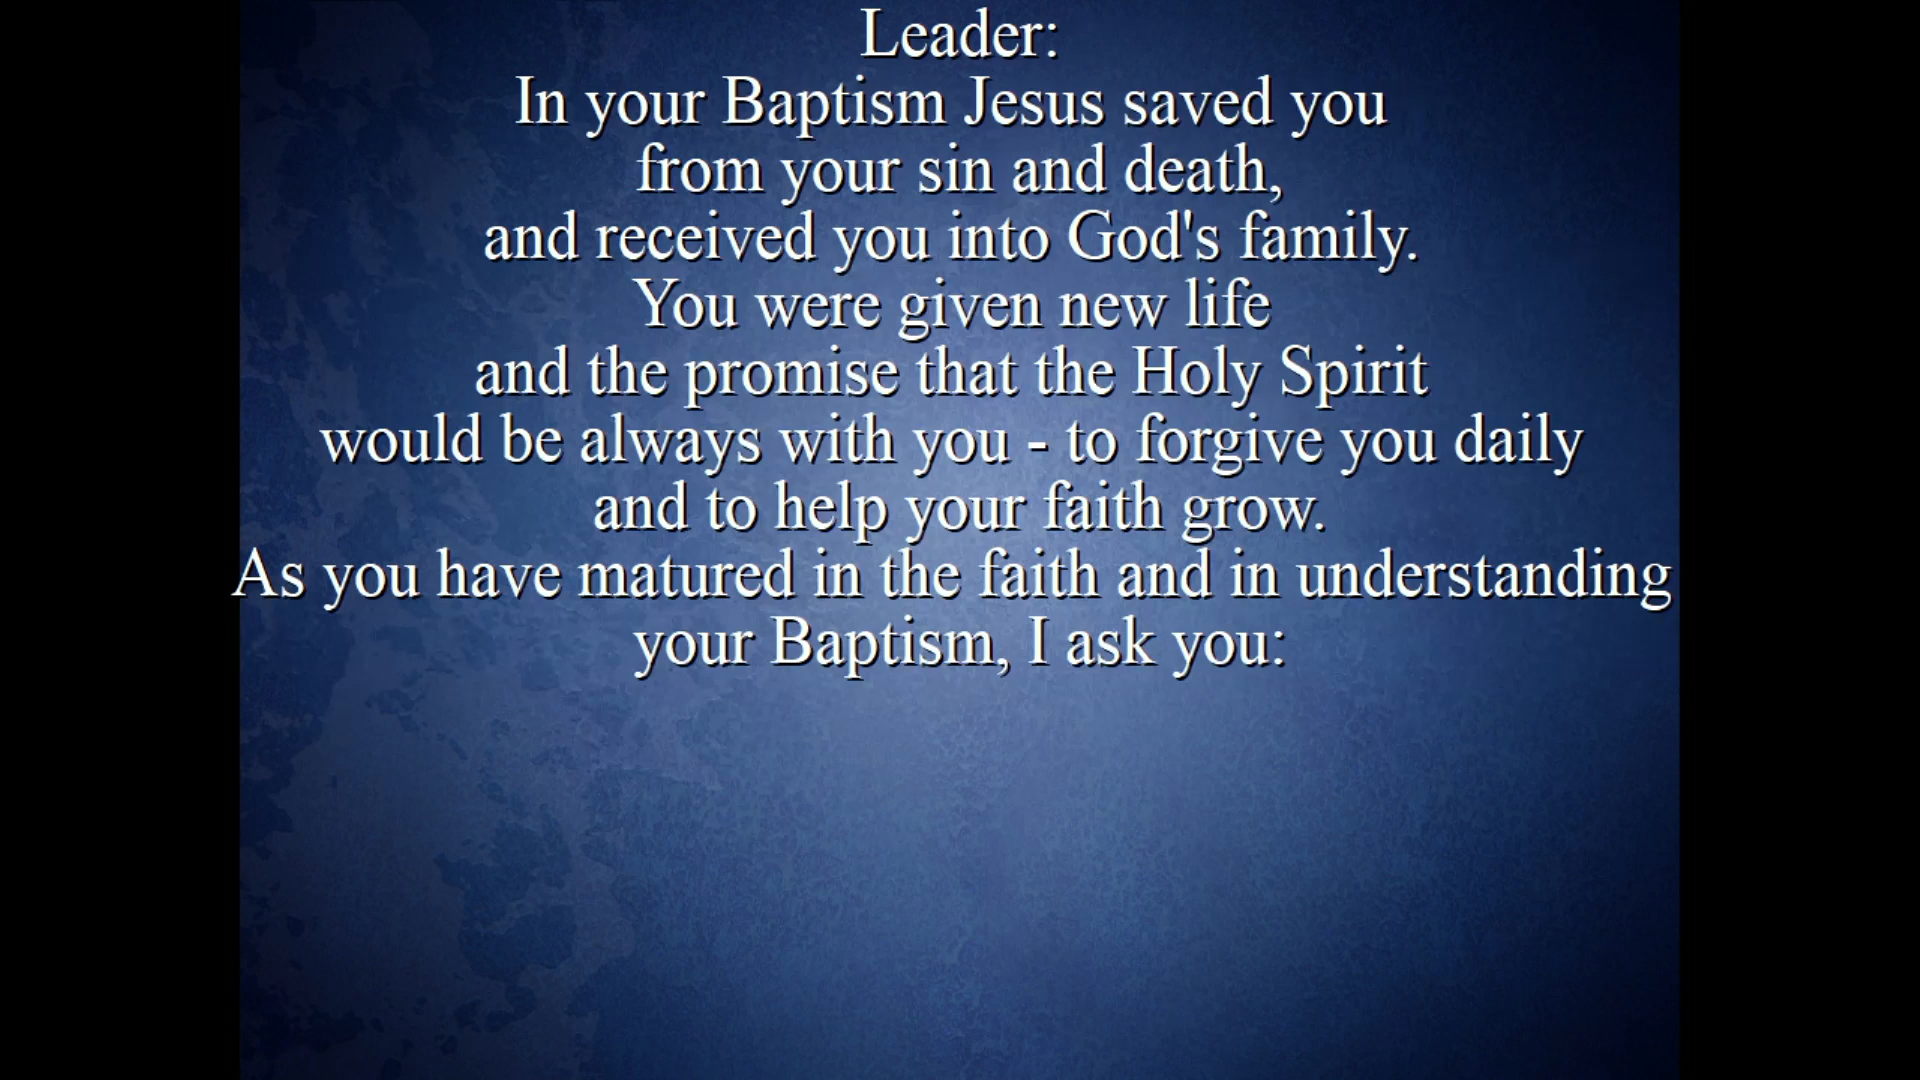 Leader:
In your Baptism Jesus saved you
from your sin and death,
and received you into God's family.
You were given new life
and the promise that the Holy Spirit
would be always with you - to forgive you daily
and to help your faith grow.
As you have matured in the faith and in understanding
your Baptism, I ask you: